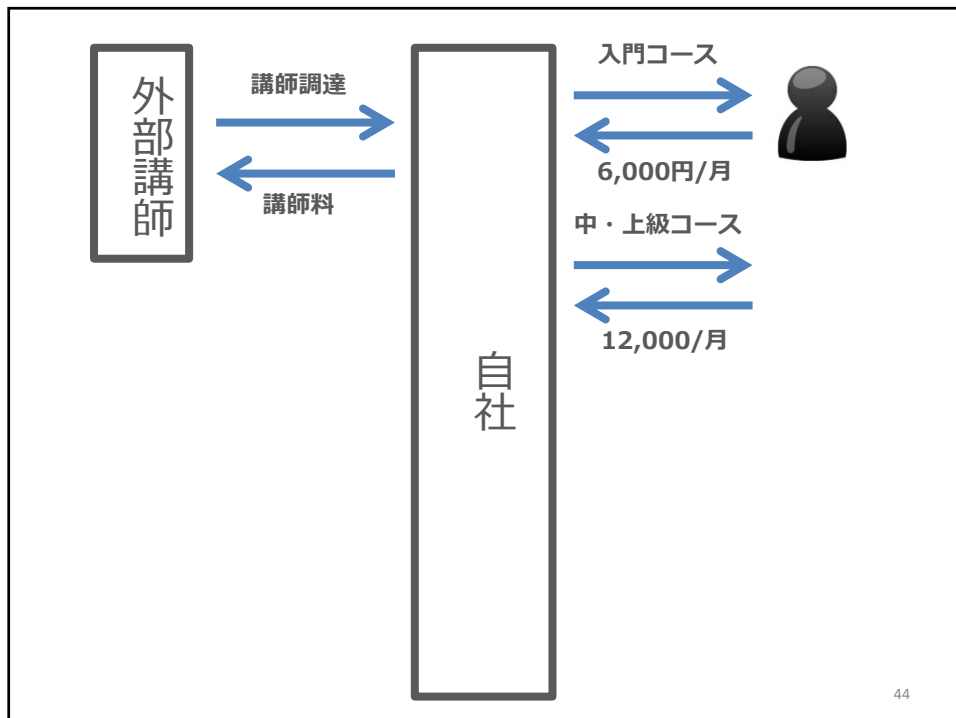 外部講師
講師調達
講師料
自社
入門コース
6,000円/月
中・上級コース
12,000/月
44